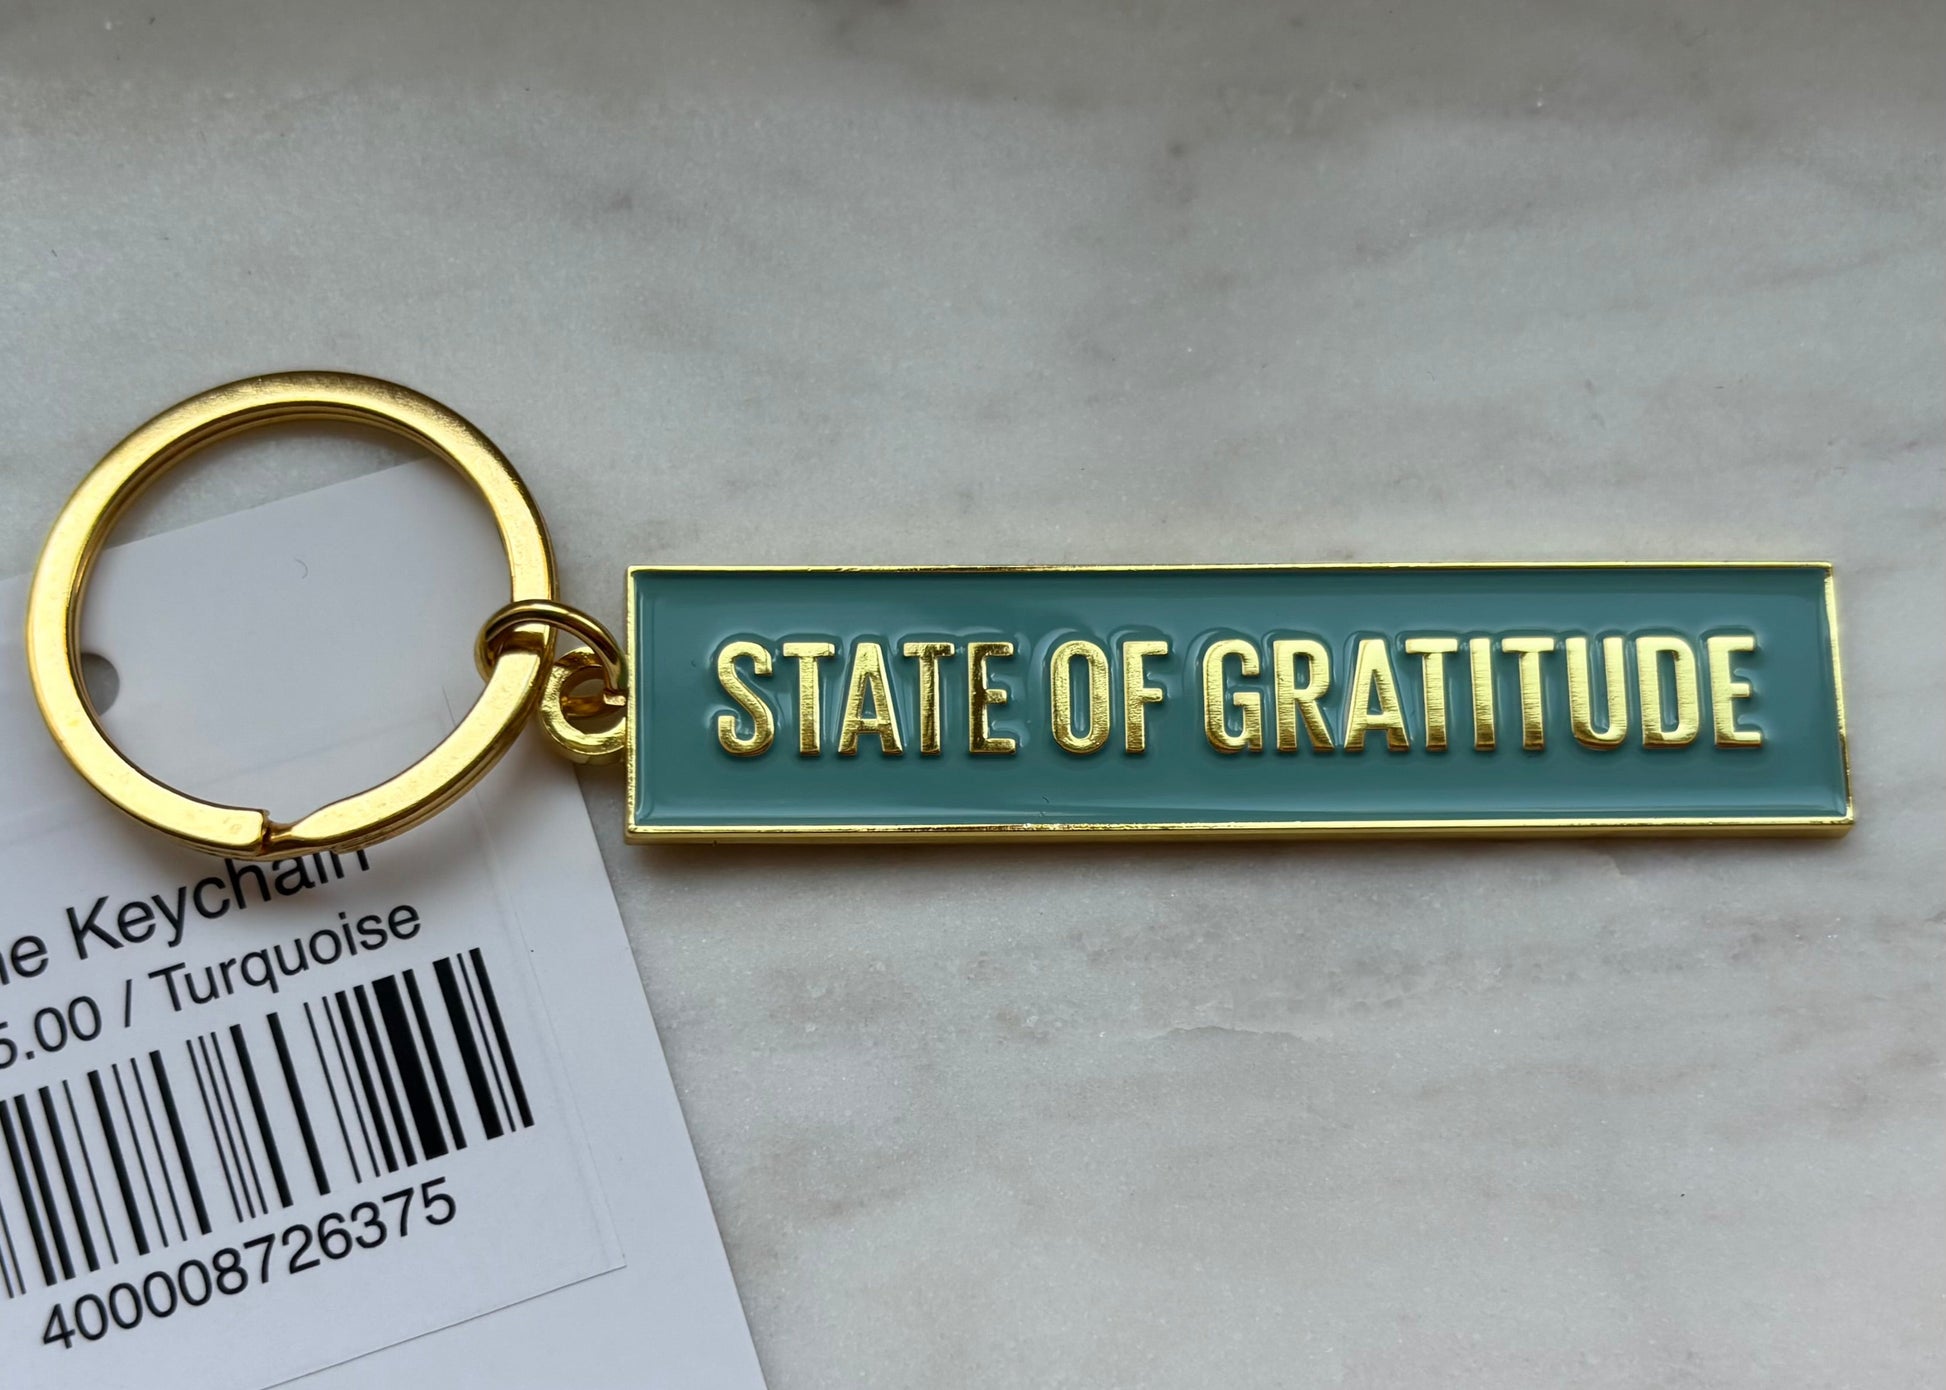 STATE OF GRATITUDE
Keychain
5.00 / Turquoise
400008726375